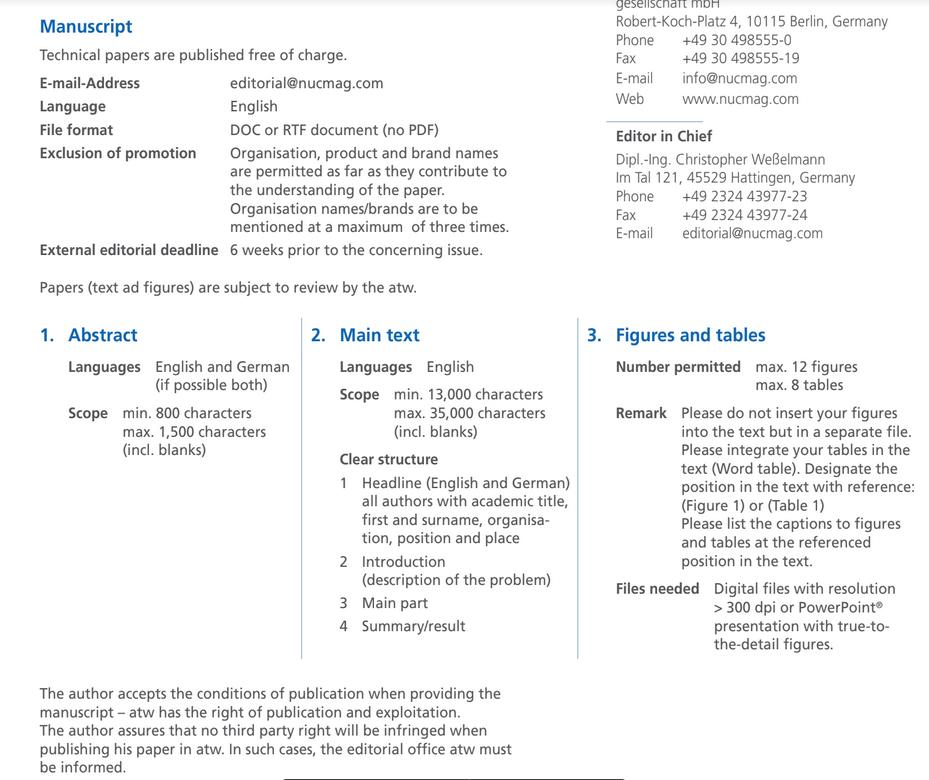 Manuscript
Technical papers are published free of charge.
E-mail-Address editorial@nucmag.com
Language English
File format DOC or RTF document (no PDF)
Exclusion of promotion Organisation, product and brand names
are permitted as far as they contribute to
the understanding of the paper.
Organisation names/brands are to be
mentioned at a maximum of three times.
External editorial deadline 6 weeks prior to the concerning issue.
Papers (text ad figures) are subject to review by the atw.
gesellschaft mbH
Robert-Koch-Platz 4, 10115 Berlin, Germany
Phone +49 30 498555-0
Fax +49 30 498555-19
E-mail info@nucmag.com
Web www.nucmag.com
Editor in Chief
Dipl.-Ing. Christopher Weßelmann
Im Tal 121, 45529 Hattingen, Germany
Phone +49 2324 43977-23
Fax +49 2324 43977-24
E-mail editorial@nucmag.com
1. Abstract
Languages English and German
(if possible both)
Scope min. 800 characters
max. 1,500 characters
(incl. blanks)
2. Main text
Languages English
Scope min. 13,000 characters
max. 35,000 characters
(incl. blanks)
Clear structure
1 Headline (English and German)
all authors with academic title,
first and surname, organisa-
tion, position and place
2 Introduction
(description of the problem)
3 Main part
4 Summary/result
3. Figures and tables
Number permitted max. 12 figures
max. 8 tables
Remark Please do not insert your figures
into the text but in a separate file.
Please integrate your tables in the
text (Word table). Designate the
position in the text with reference:
(Figure 1) or (Table 1)
Please list the captions to figures
and tables at the referenced
position in the text.
Files needed Digital files with resolution
> 300 dpi or PowerPoint®
presentation with true-to-
the-detail figures.
The author accepts the conditions of publication when providing the
manuscript – atw has the right of publication and exploitation.
The author assures that no third party right will be infringed when
publishing his paper in atw. In such cases, the editorial office atw must
be informed.